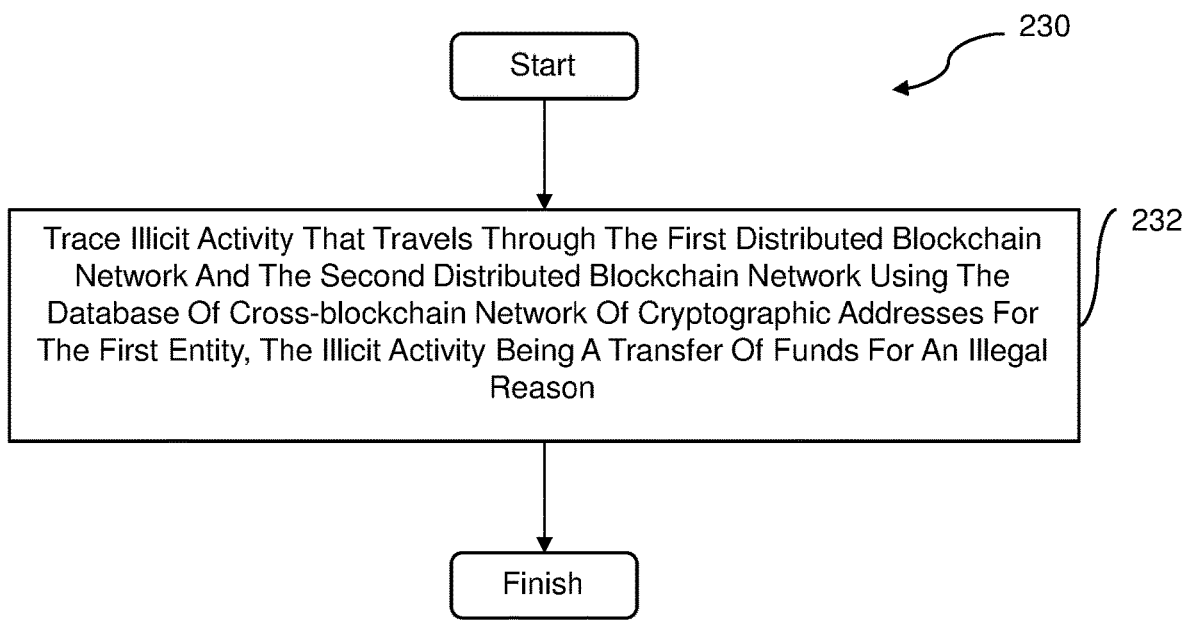 230
Start
232
Trace Illicit Activity That Travels Through The First Distributed Blockchain
Network And The Second Distributed Blockchain Network Using The
Database Of Cross-blockchain Network Of Cryptographic Addresses For
The First Entity, The Illicit Activity Being A Transfer Of Funds For An Illegal
Reason
Finish